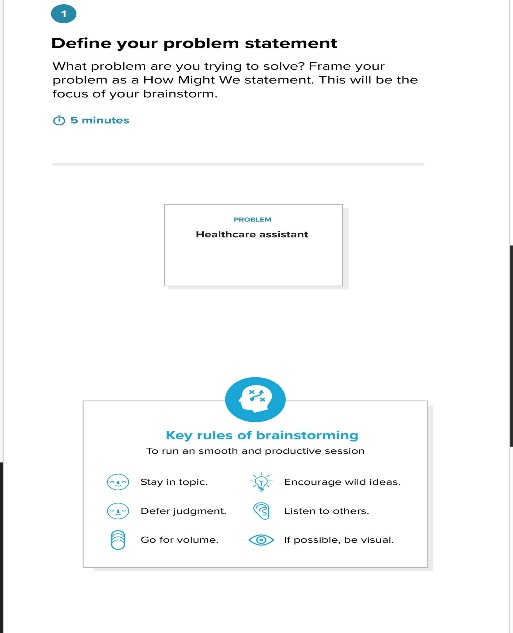 1
Define your problem statement
What problem are you trying to solve? Frame your
problem as a How Might We statement. This will be the
focus of your brainstorm.
5 minutes
PROBLEM
Healthcare assistant
Key rules of brainstorming
To run an smooth and productive session
Stay in topic.
Encourage wild ideas.
Defer judgment.
Listen to others.
Go for volume.
If possible, be visual.